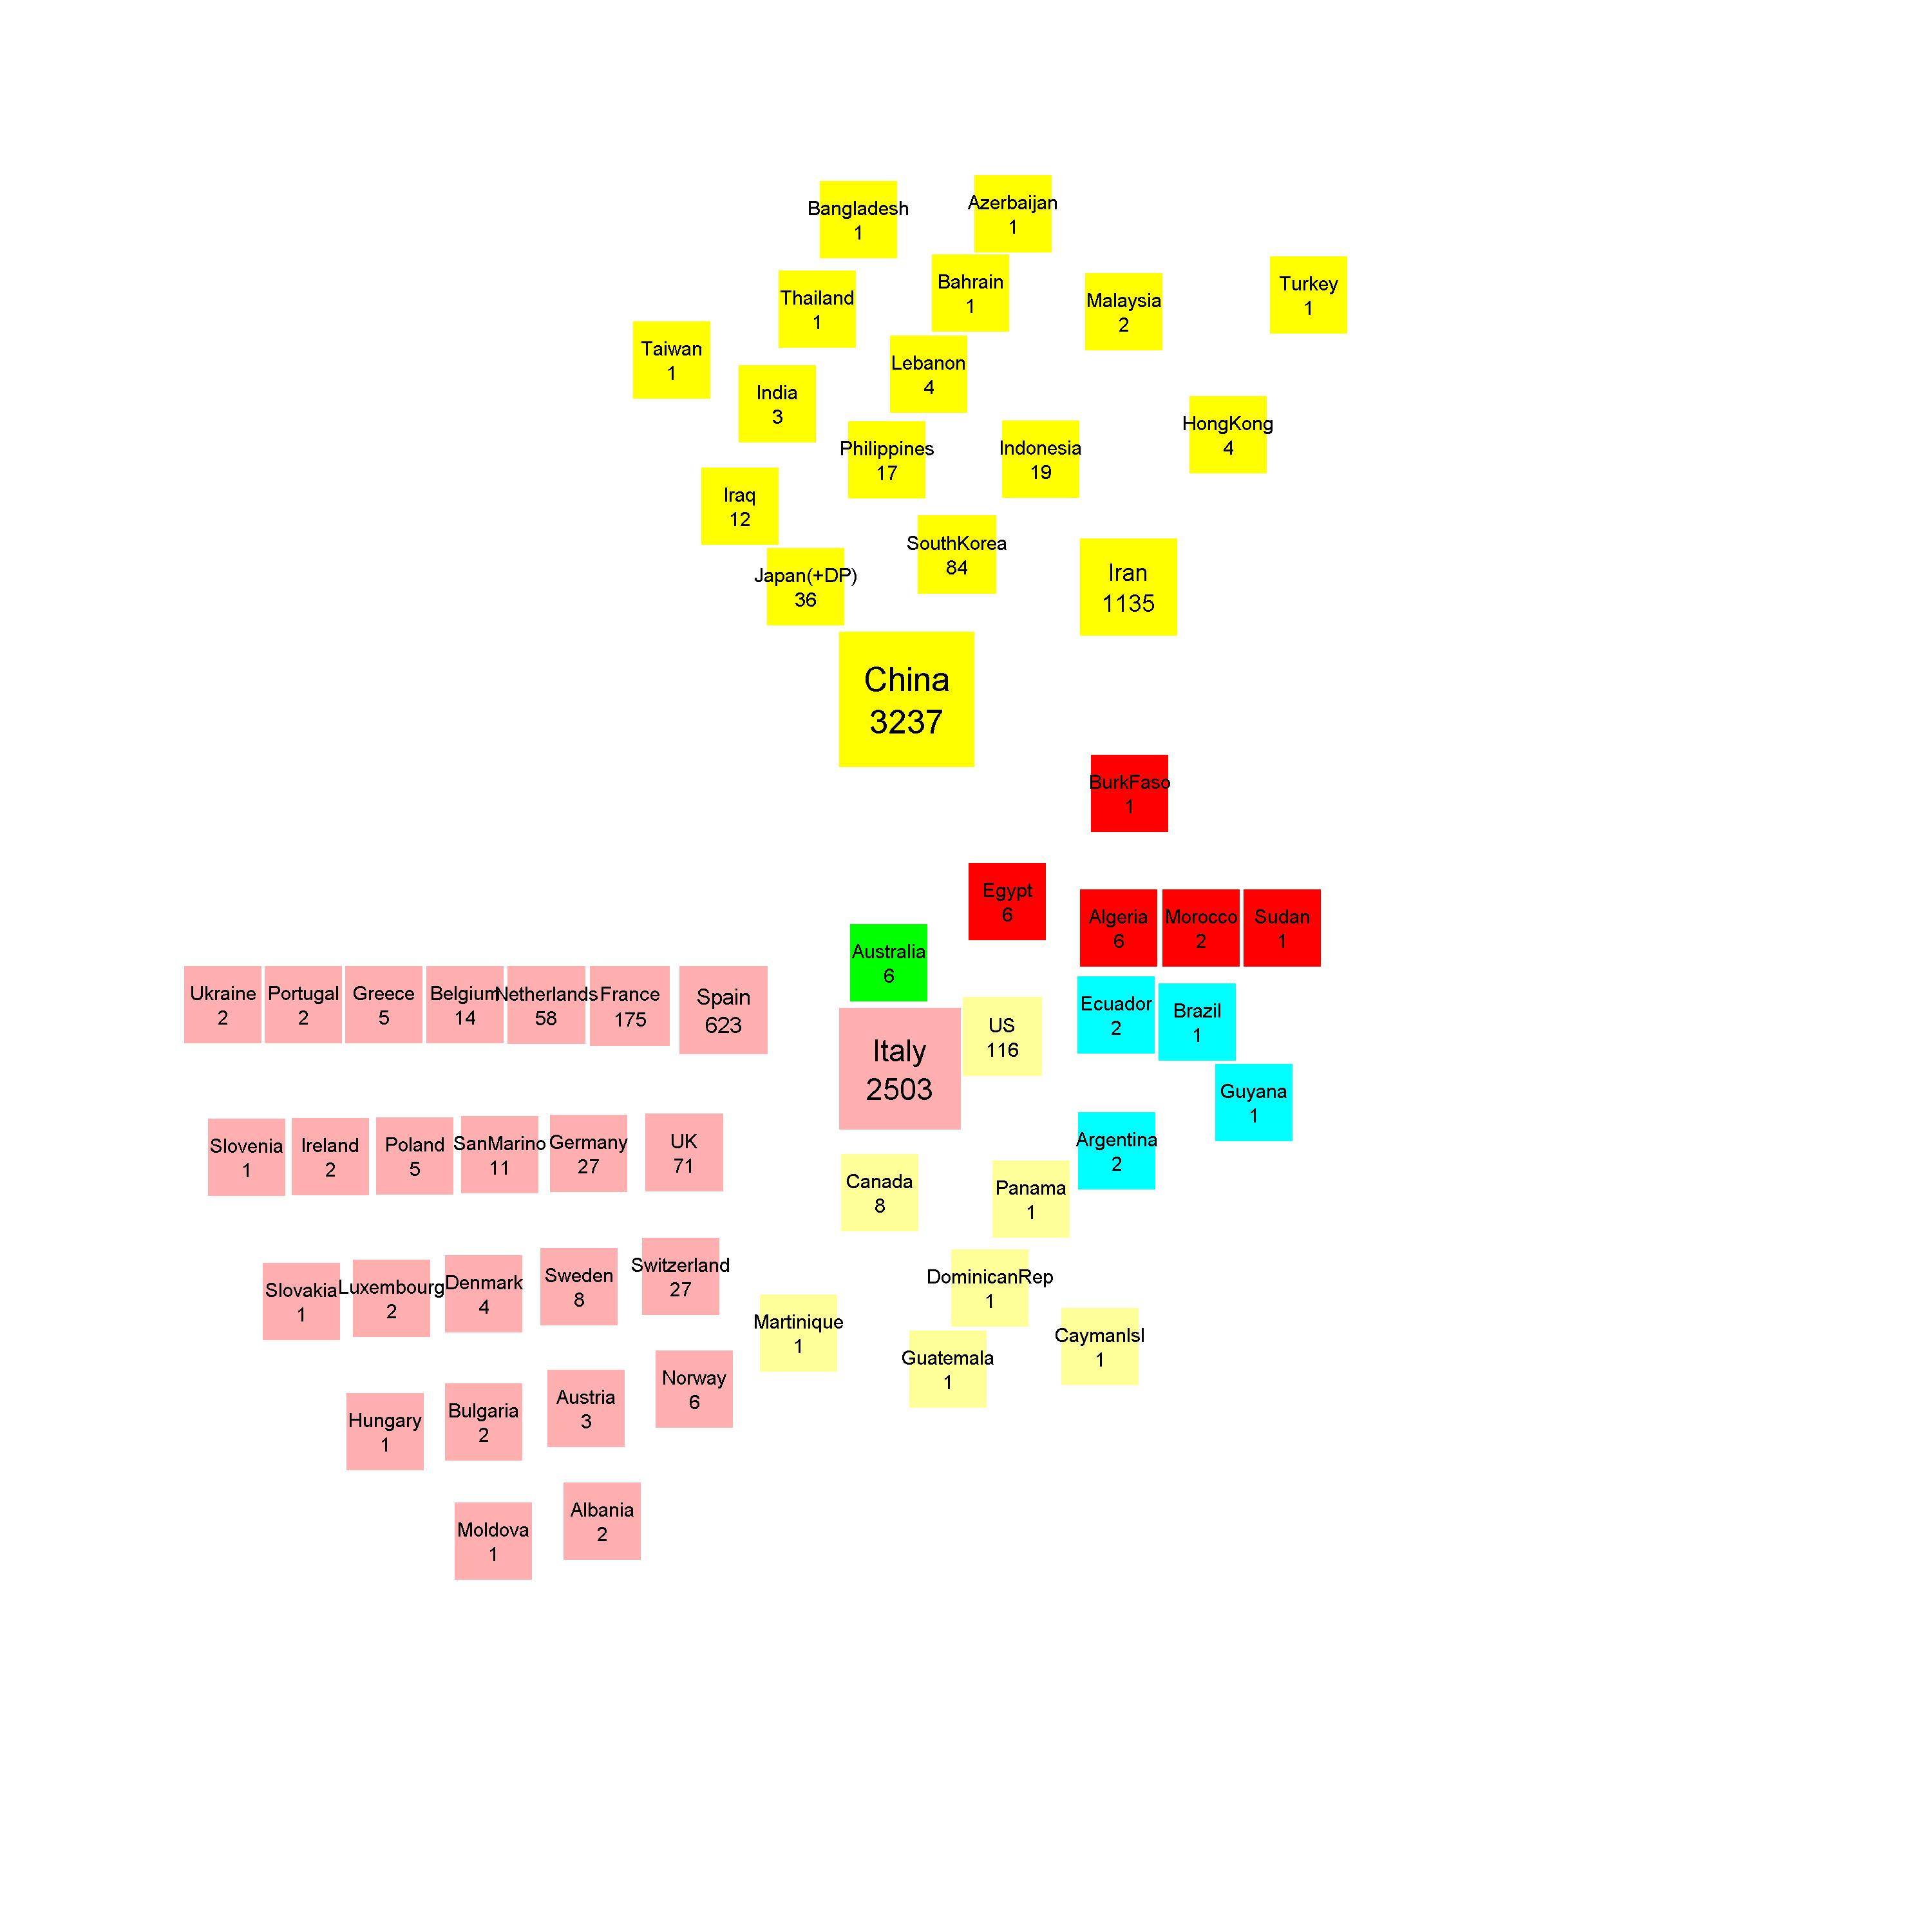 Bangladesh
1
Azerbaijan
1
Thailand
1
Bahrain
1
Malaysia
2
Turkey
1
Taiwan
1
India
3
Lebanon
4
HongKong
4
Philippines
17
Indonesia
19
Iraq
12
SouthKorea
84
Japan(+DP)
36
Iran
1135
China
3237
BurkFaso
1
Egypt
6
Algeria
6
Morocco
2
Sudan
1
Australia
6
Ukraine
2
Portugal
2
Greece
5
Belgium
14
Netherlands
58
France
175
Spain
623
Italy
2503
US
116
Ecuador
2
Brazil
1
Guyana
1
Argentina
2
Slovenia
1
Ireland
2
Poland
5
SanMarino
11
Germany
27
UK
71
Canada
8
Panama
1
Slovakia
1
Luxembourg
2
Denmark
4
Sweden
8
Switzerland
27
Martinique
1
DominicanRep
1
Guatemala
1
CaymanIsl
1
Hungary
1
Bulgaria
2
Austria
3
Norway
6
Moldova
1
Albania
2